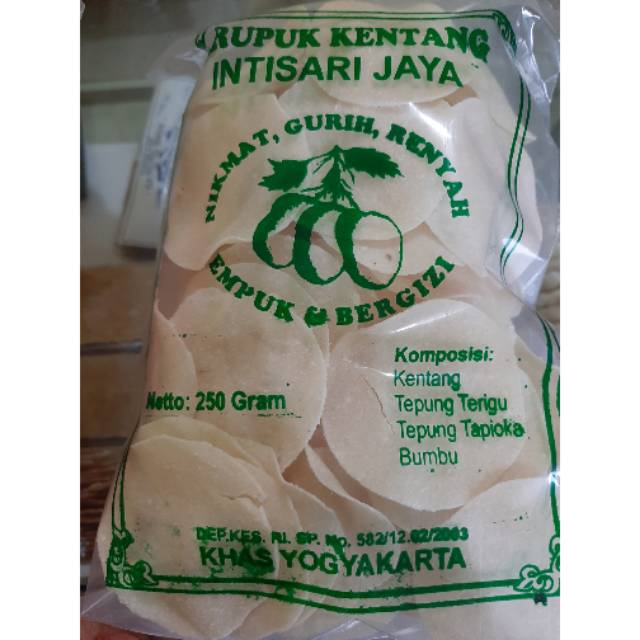 KRUPUK KENTANG
INTISARI JAYA
NIKMAT, GURIH, RENYAH
EMPUK & BERGIZI
Netto: 250 Gram
Komposisi:
Kentang
Tepung Terigu
Tepung Tapioka
Bumbu
DEP.KES. RI. SP. No. 582/12.02/2003
KHAS YOGYAKARTA